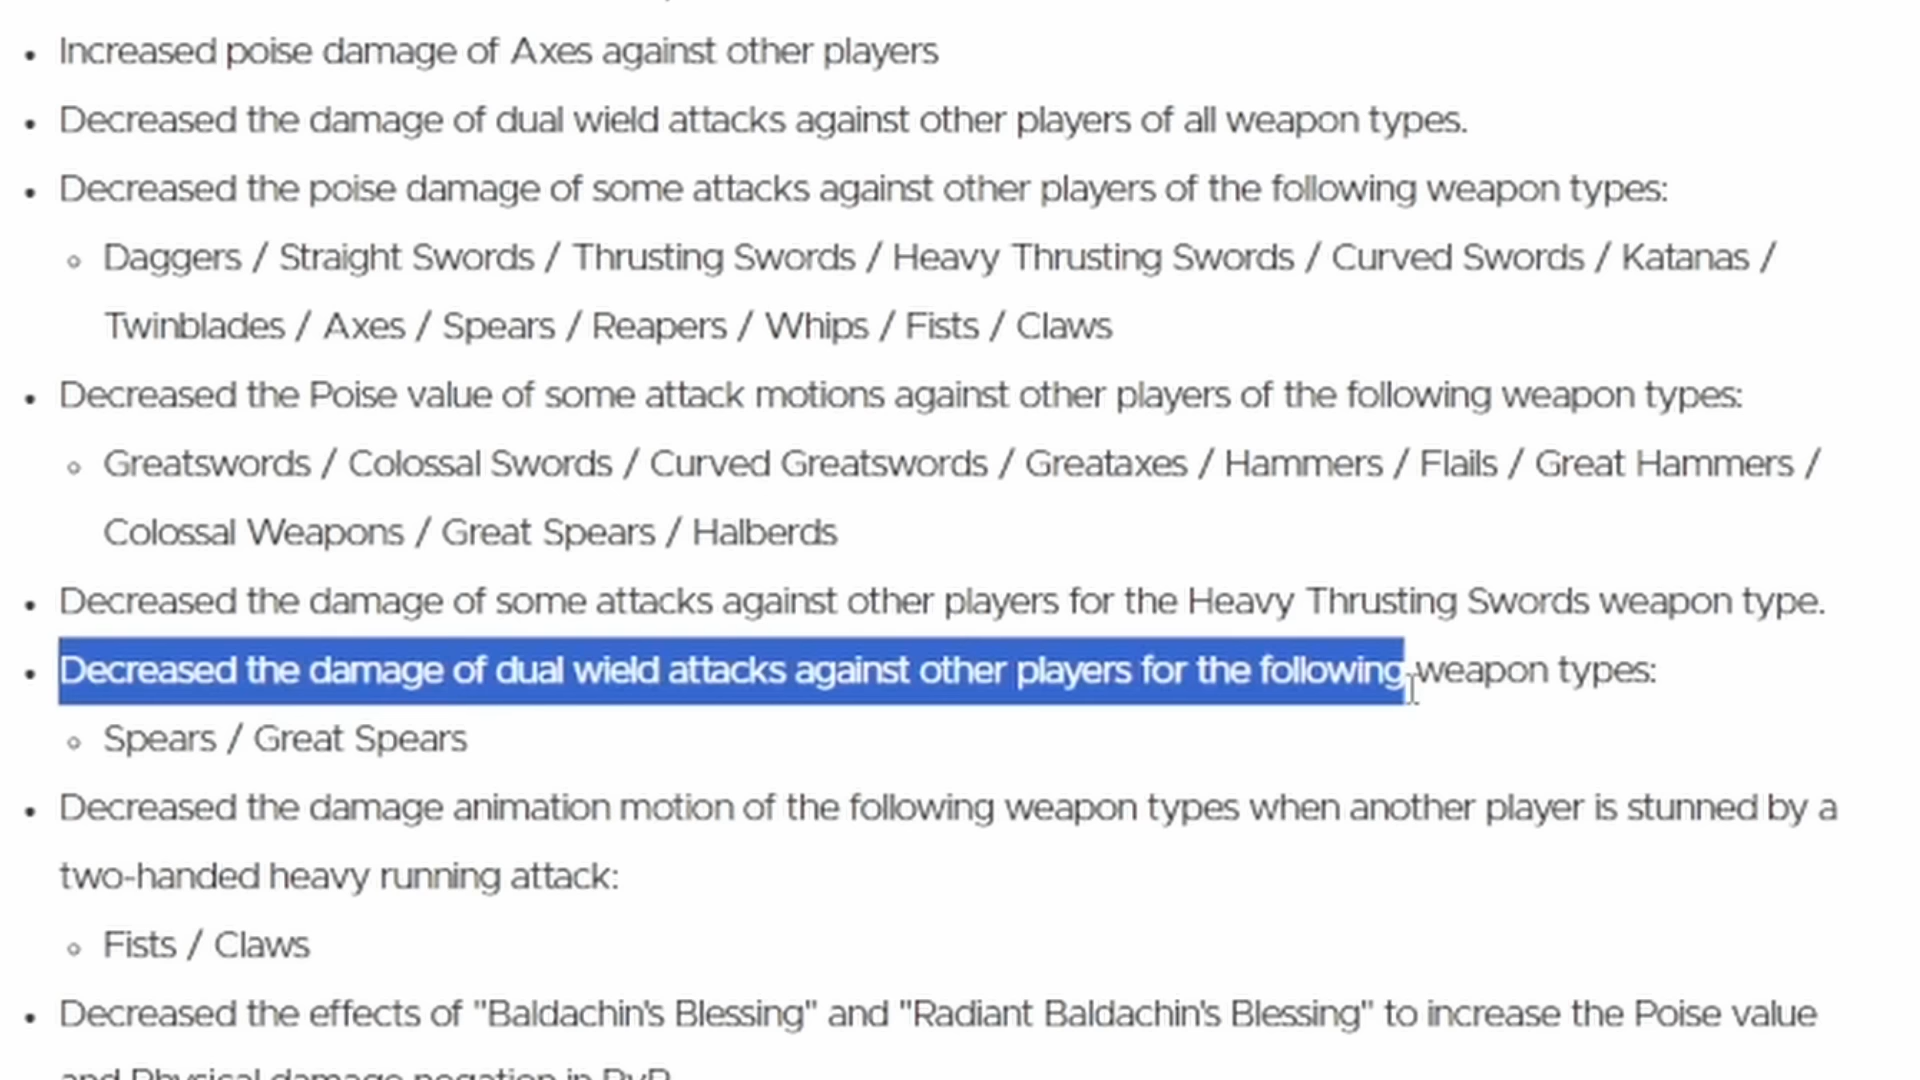 • Increased poise damage of Axes against other players
• Decreased the damage of dual wield attacks against other players of all weapon types.
• Decreased the poise damage of some attacks against other players of the following weapon types:
◦ Daggers / Straight Swords / Thrusting Swords / Heavy Thrusting Swords / Curved Swords / Katanas /
Twinblades / Axes / Spears / Reapers / Whips / Fists / Claws
• Decreased the Poise value of some attack motions against other players of the following weapon types:
◦ Greatswords / Colossal Swords / Curved Greatswords / Greataxes / Hammers / Flails / Great Hammers /
Colossal Weapons / Great Spears / Halberds
• Decreased the damage of some attacks against other players for the Heavy Thrusting Swords weapon type.
• Decreased the damage of dual wield attacks against other players for the following weapon types:
◦ Spears / Great Spears
• Decreased the damage animation motion of the following weapon types when another player is stunned by a
two-handed heavy running attack:
◦ Fists / Claws
• Decreased the effects of "Baldachin's Blessing" and "Radiant Baldachin's Blessing" to increase the Poise value
and Physical damage negation in PvP